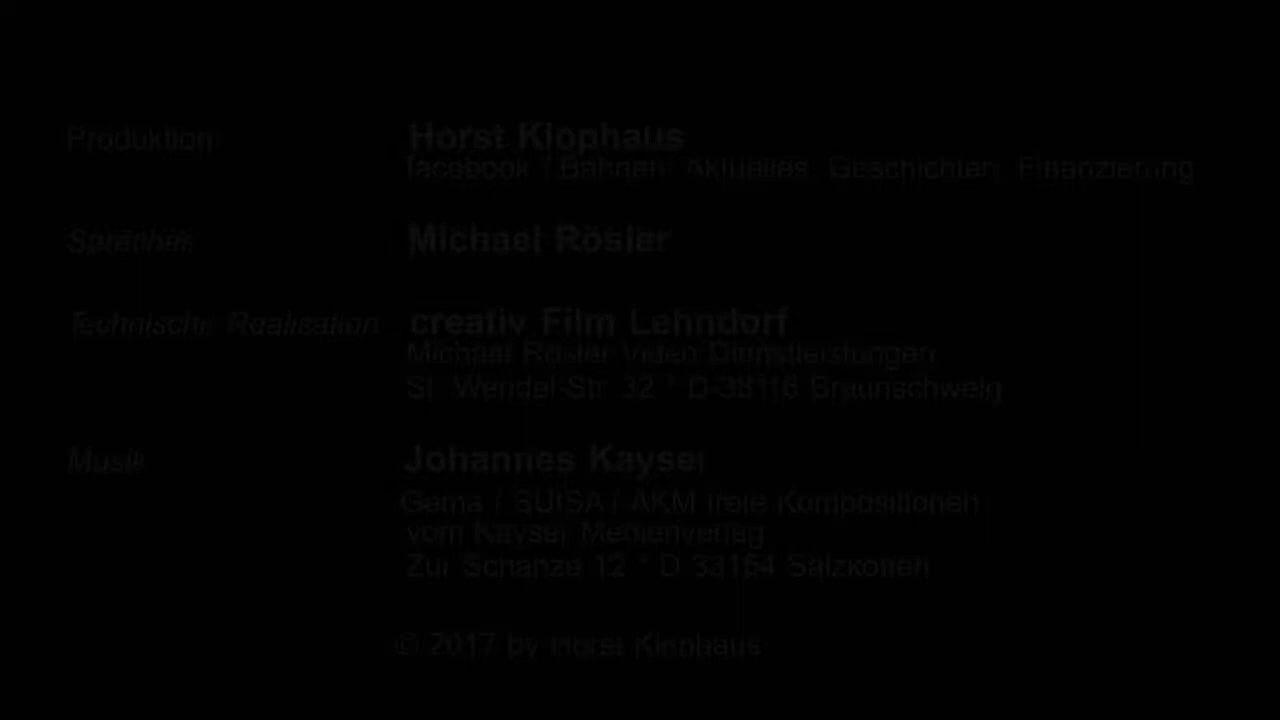 Produktion Horst Klophaus
facebook / Bahnen: Aktuelles, Geschichten, Finanzierung
Sprecher Michael Rösler
Technische Realisation creativ Film Lehndorf
Michael Rösler Video Dienstleistungen
St. Wendel-Str. 32 * D-38116 Braunschweig
Musik Johannes Kayser
Gema / SUISA / AKM freie Kompositionen
vom Kayser Medienverlag
Zur Schanze 12 * D 33154 Salzkotten
© 2017 by Horst Klophaus